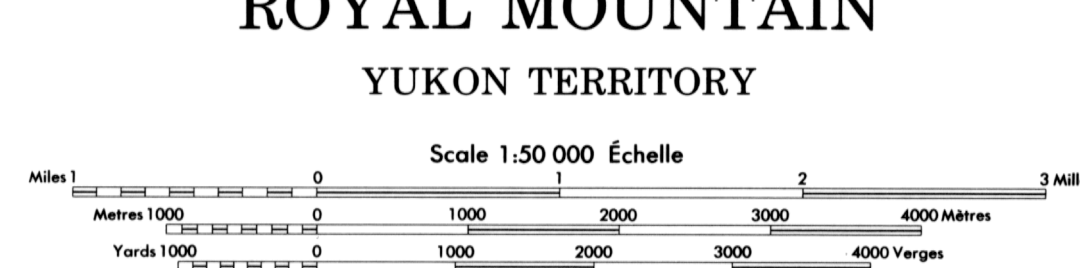 ROYAL MOUNTAIN
YUKON TERRITORY
Scale 1:50 000 Échelle
Miles 1 0 1 2 3 Mill
Metres 1000 0 1000 2000 3000 4000 Mètres
Yards 1000 0 1000 2000 3000 4000 Verges